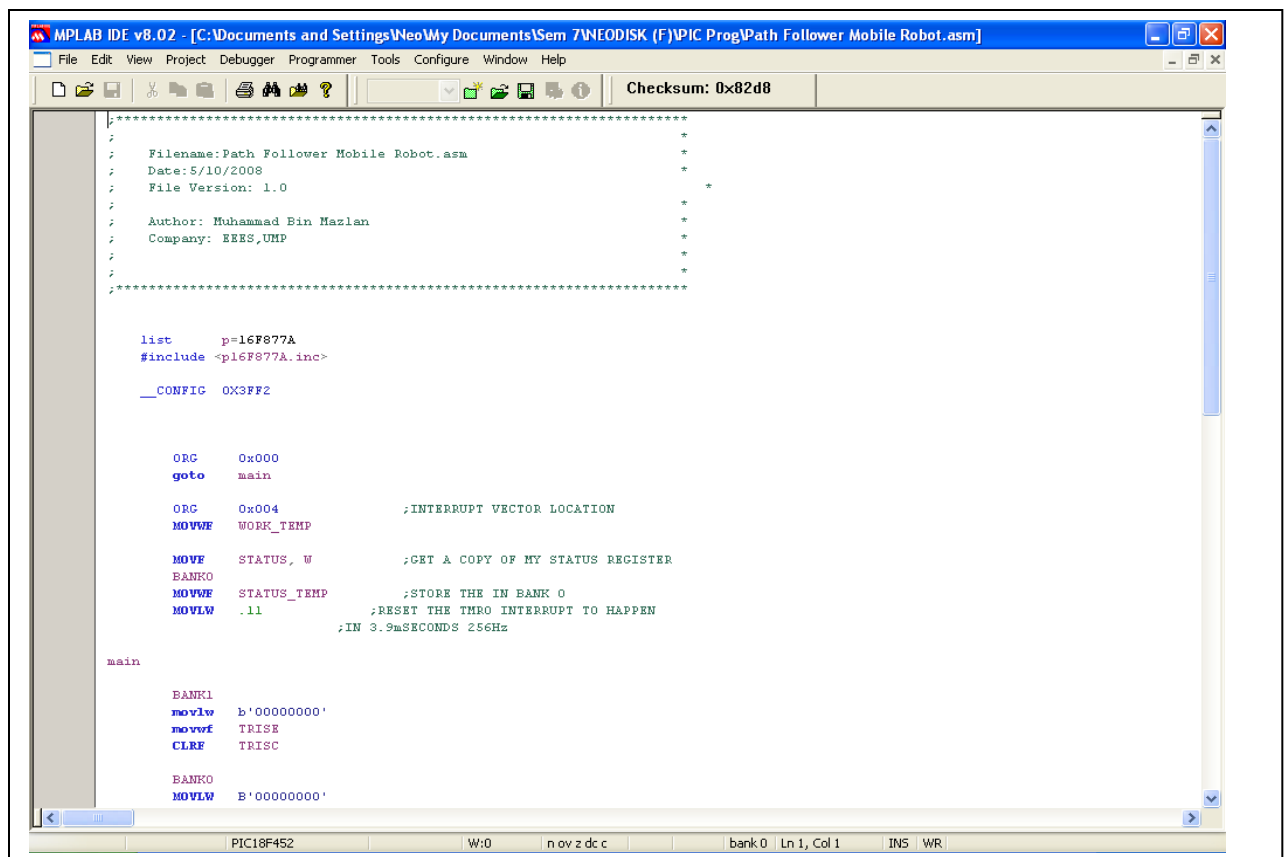 MPLAB IDE v8.02 - [C:\Documents and Settings\Neo\My Documents\Sem 7\NEODISK (F)\PIC Prog\Path Follower Mobile Robot.asm]
File Edit View Project Debugger Programmer Tools Configure Window Help
Checksum: 0x82d8
;**********************************************************************
; *
; Filename:Path Follower Mobile Robot.asm *
; Date:5/10/2008 *
; File Version: 1.0 *
; *
; Author: Muhammad Bin Mazlan *
; Company: EEES,UMP *
; *
; *
;**********************************************************************
list p=16F877A
#include <p16F877A.inc>
__CONFIG 0X3FF2
ORG 0x000
goto main
ORG 0x004 ;INTERRUPT VECTOR LOCATION
MOVWF WORK_TEMP
MOVF STATUS, W ;GET A COPY OF MY STATUS REGISTER
BANK0
MOVWF STATUS_TEMP ;STORE THE IN BANK 0
MOVLW .11 ;RESET THE TMR0 INTERRUPT TO HAPPEN
;IN 3.9mSECONDS 256Hz
main
BANK1
movlw b'00000000'
movwf TRISE
CLRF TRISC
BANK0
MOVLW B'00000000'
PIC18F452 W:0 n ov z dc c bank 0 Ln 1, Col 1 INS WR